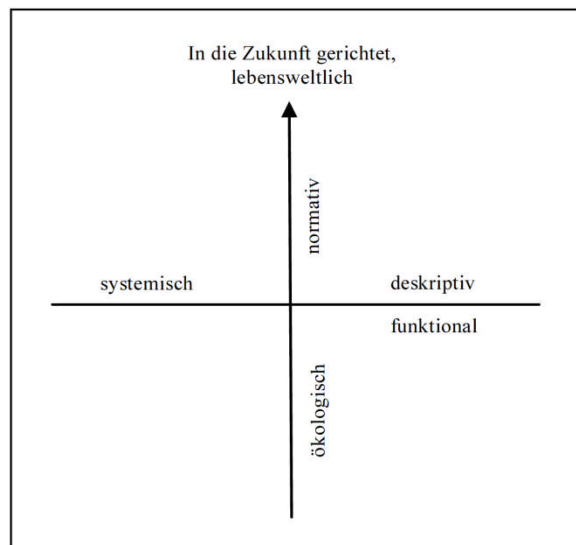 In die Zukunft gerichtet,
lebensweltlich
normativ
systemisch
deskriptiv
funktional
ökologisch